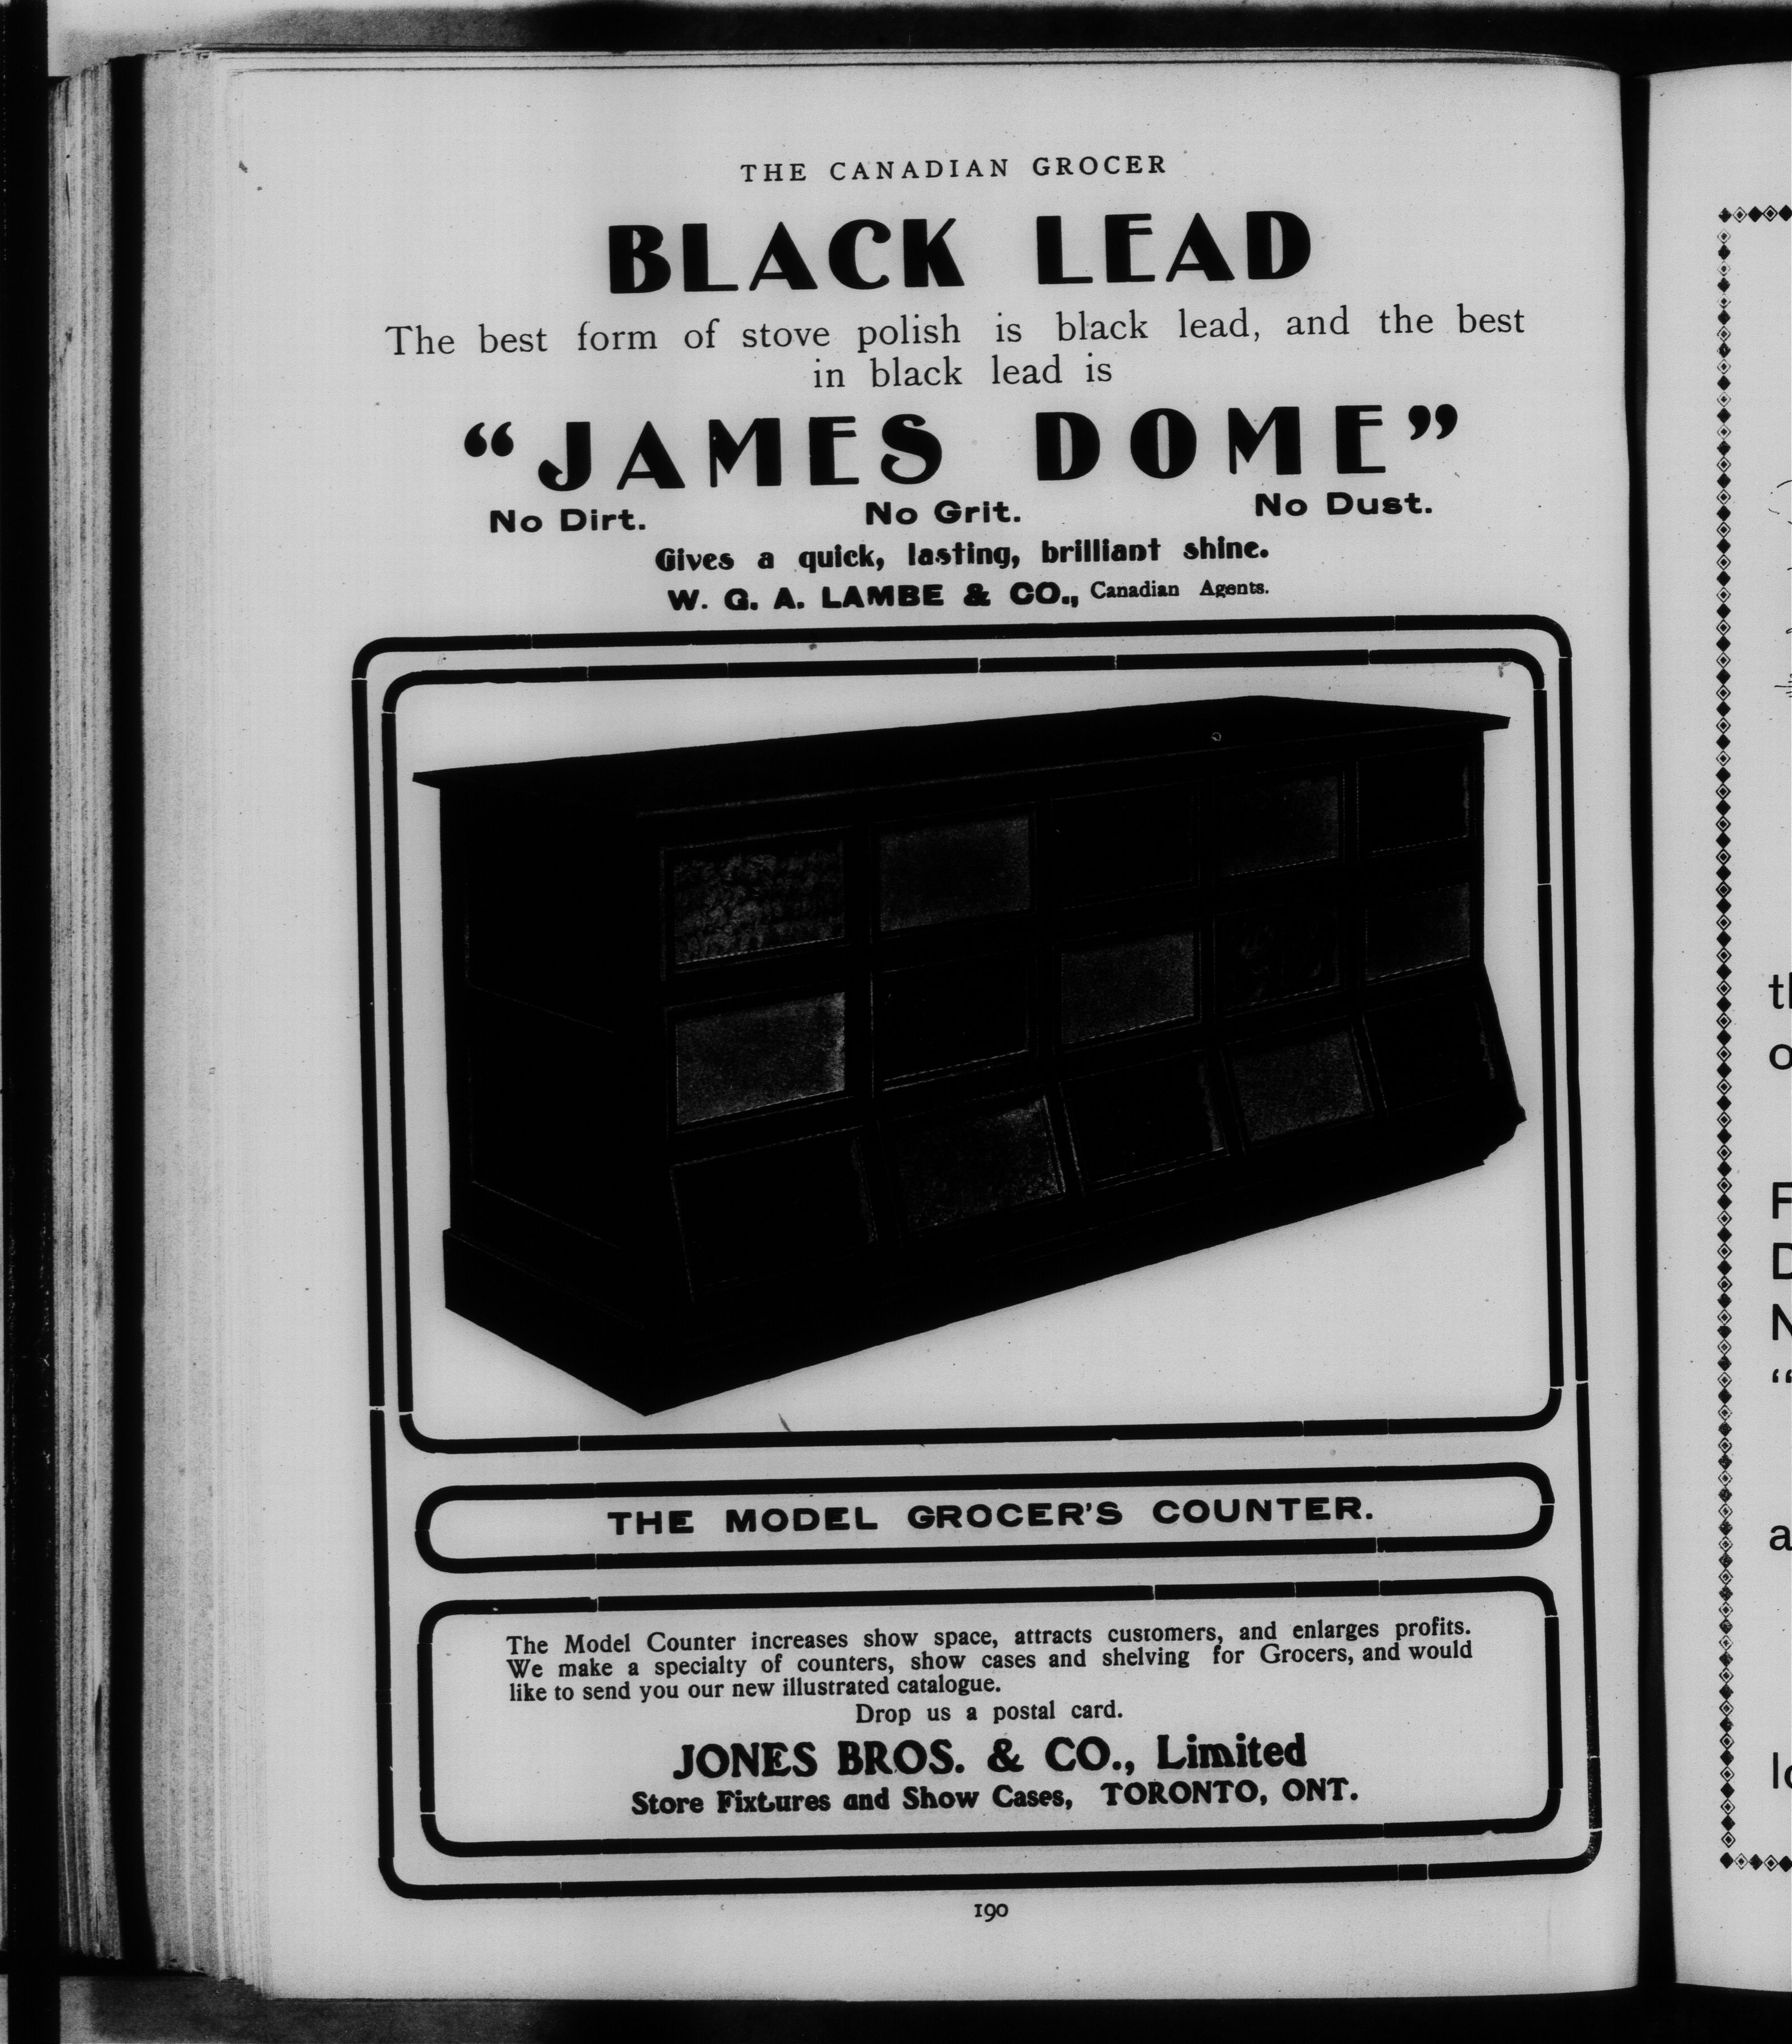 THE CANADIAN GROCER
BLACK LEAD
The best form of stove polish is black lead, and the best
in black lead is
“JAMES DOME”
No Dirt. No Grit. No Dust.
Gives a quick, lasting, brilliant shine.
W. G. A. LAMBE & CO., Canadian Agents.
THE MODEL GROCER'S COUNTER.
The Model Counter increases show space, attracts customers, and enlarges profits.
We make a specialty of counters, show cases and shelving for Grocers, and would
like to send you our new illustrated catalogue.
Drop us a postal card.
JONES BROS. & CO., Limited
Store Fixtures and Show Cases, TORONTO, ONT.
190